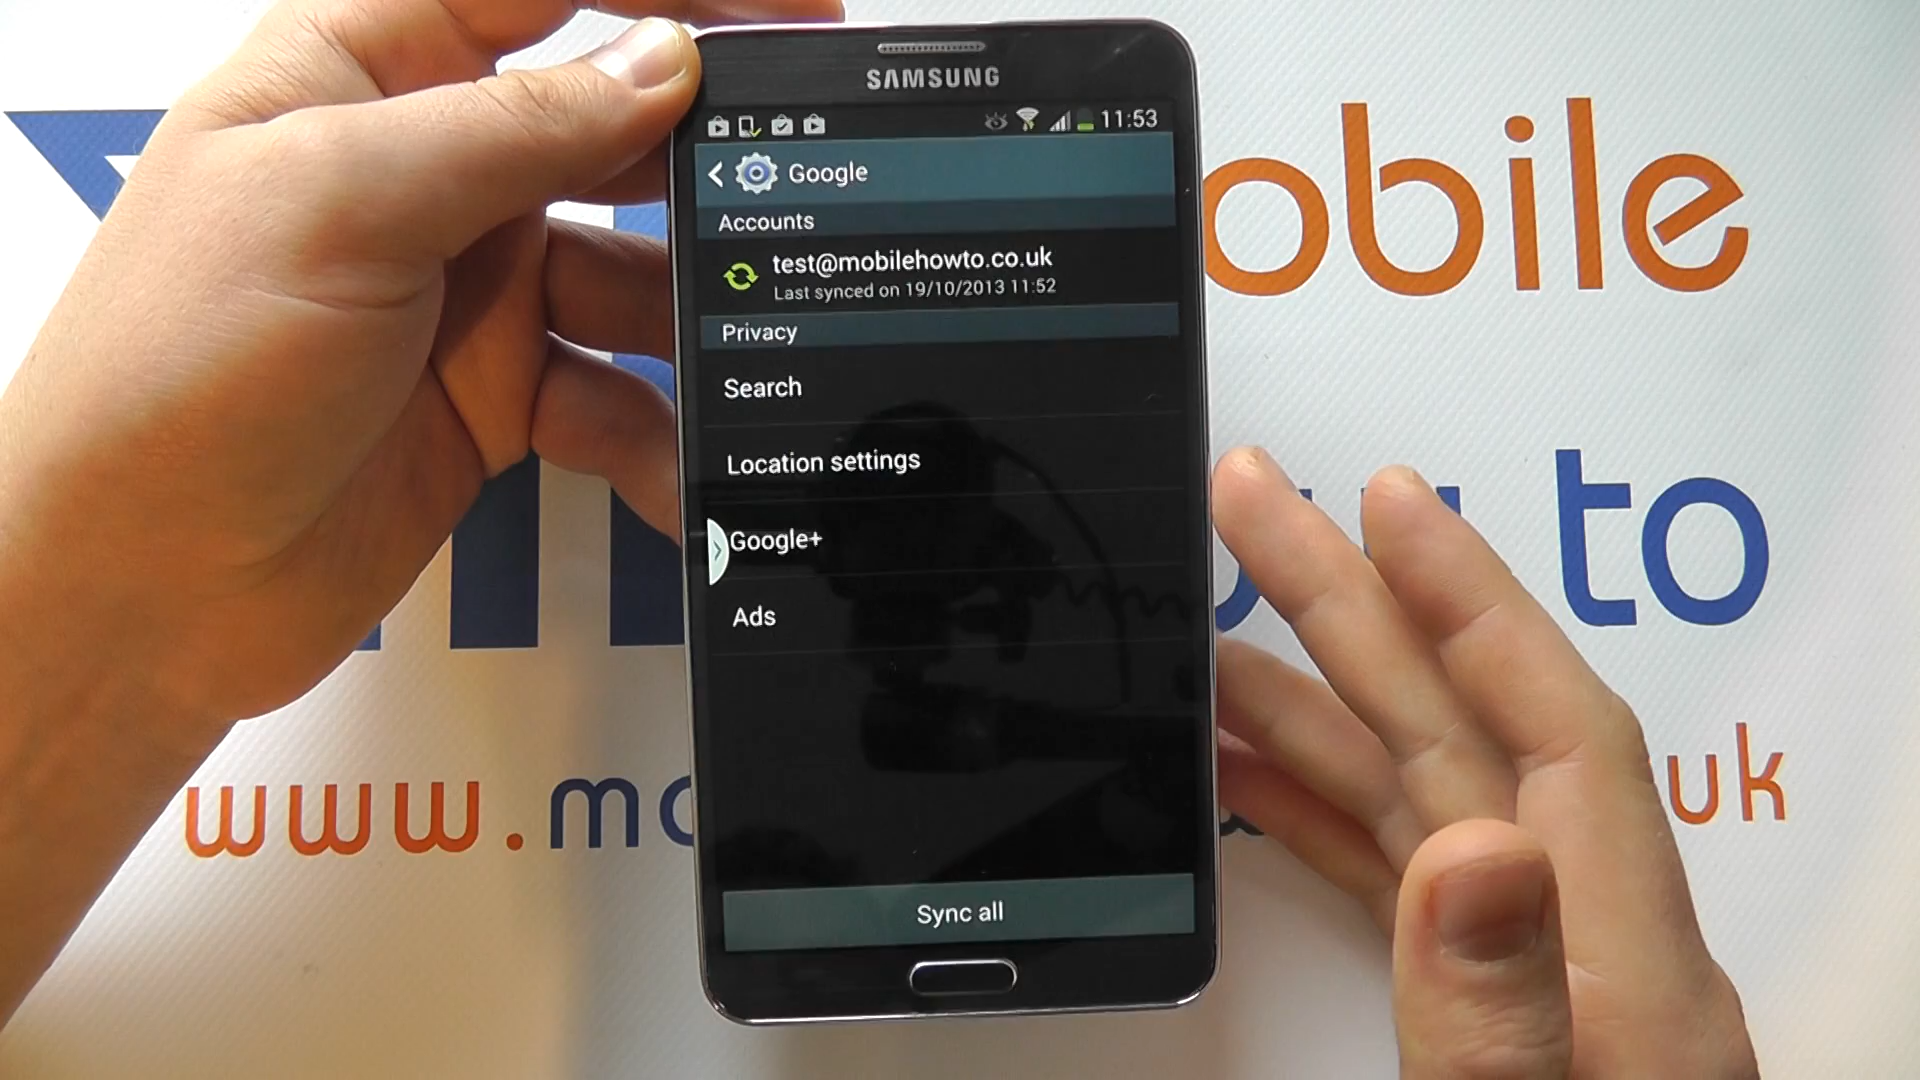 SAMSUNG
11:53
Google
Accounts
test@mobilehowto.co.uk
Last synced on 19/10/2013 11:52
Privacy
Search
Location settings
Google+
Ads
Sync all
obile
to
www.mo
uk